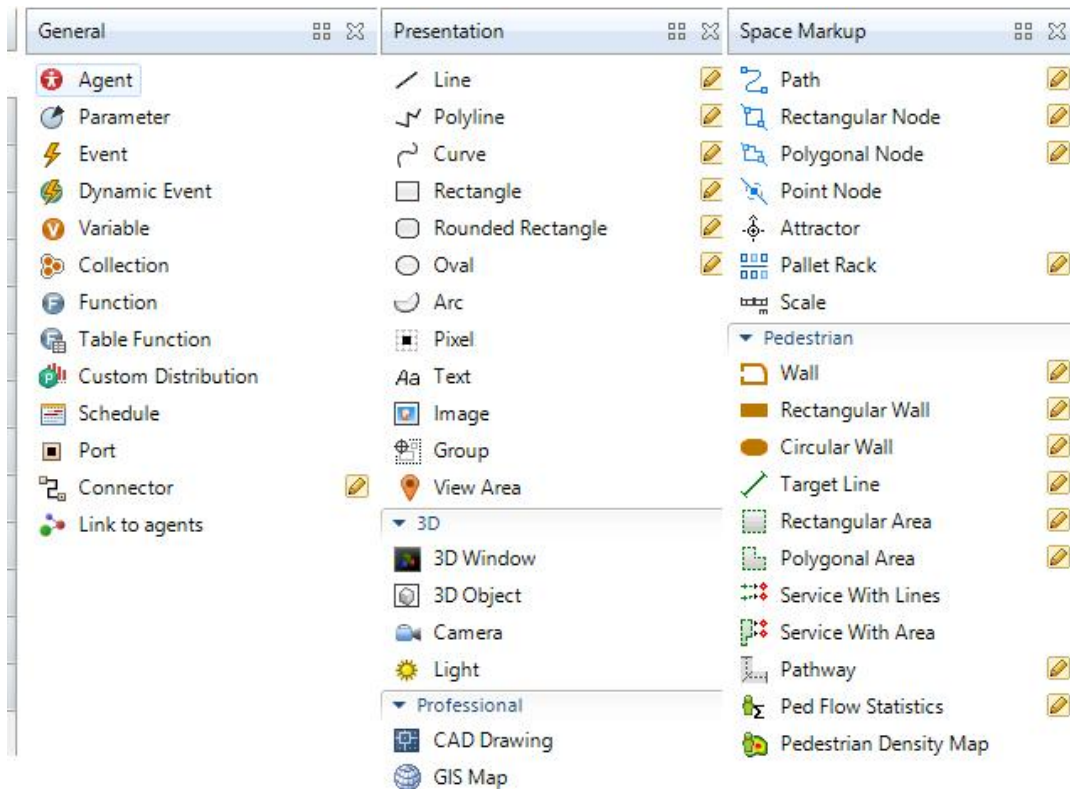 General
Agent
Parameter
Event
Dynamic Event
Variable
Collection
Function
Table Function
Custom Distribution
Schedule
Port
Connector
Link to agents
Presentation
Line
Polyline
Curve
Rectangle
Rounded Rectangle
Oval
Arc
Pixel
Aa Text
Image
Group
View Area
3D
3D Window
3D Object
Camera
Light
Professional
CAD Drawing
GIS Map
Space Markup
Path
Rectangular Node
Polygonal Node
Point Node
Attractor
Pallet Rack
Scale
Pedestrian
Wall
Rectangular Wall
Circular Wall
Target Line
Rectangular Area
Polygonal Area
Service With Lines
Service With Area
Pathway
Ped Flow Statistics
Pedestrian Density Map